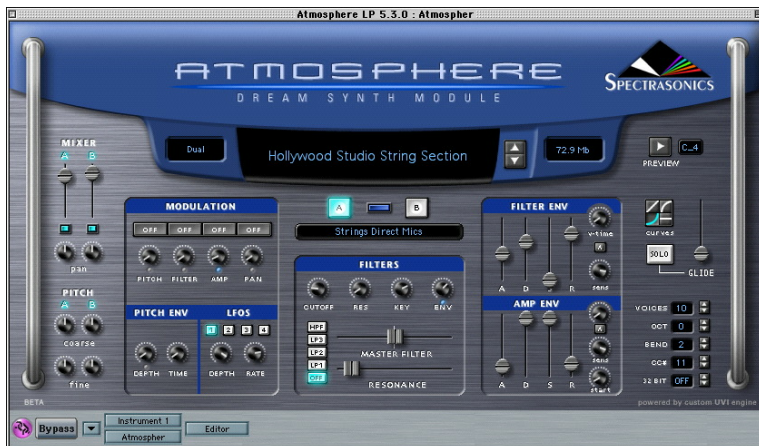 Atmosphere LP 5.3.0 : Atmospher
ATMOSPHERE
DREAM SYNTH MODULE
SPECTRASONICS
MIXER
A B
pan
PITCH
A B
coarse
fine
BETA
Dual
Hollywood Studio String Section
72.9 Mb
PREVIEW
C_4
MODULATION
OFF OFF OFF OFF
PITCH FILTER AMP PAN
PITCH ENV
DEPTH TIME
LFOS
1 2 3 4
DEPTH RATE
A B
Strings Direct Mics
FILTERS
CUTOFF RES KEY ENV
HPF
LP3
LP2
LP1
OFF
MASTER FILTER
RESONANCE
FILTER ENV
v-time
A
sens
A D S R
AMP ENV
A
sens
start
A D S R
curves
SOLO
GLIDE
VOICES 10
OCT 0
BEND 2
CC# 11
32 BIT OFF
powered by custom UVI engine
Bypass
Instrument 1
Atmospher
Editor